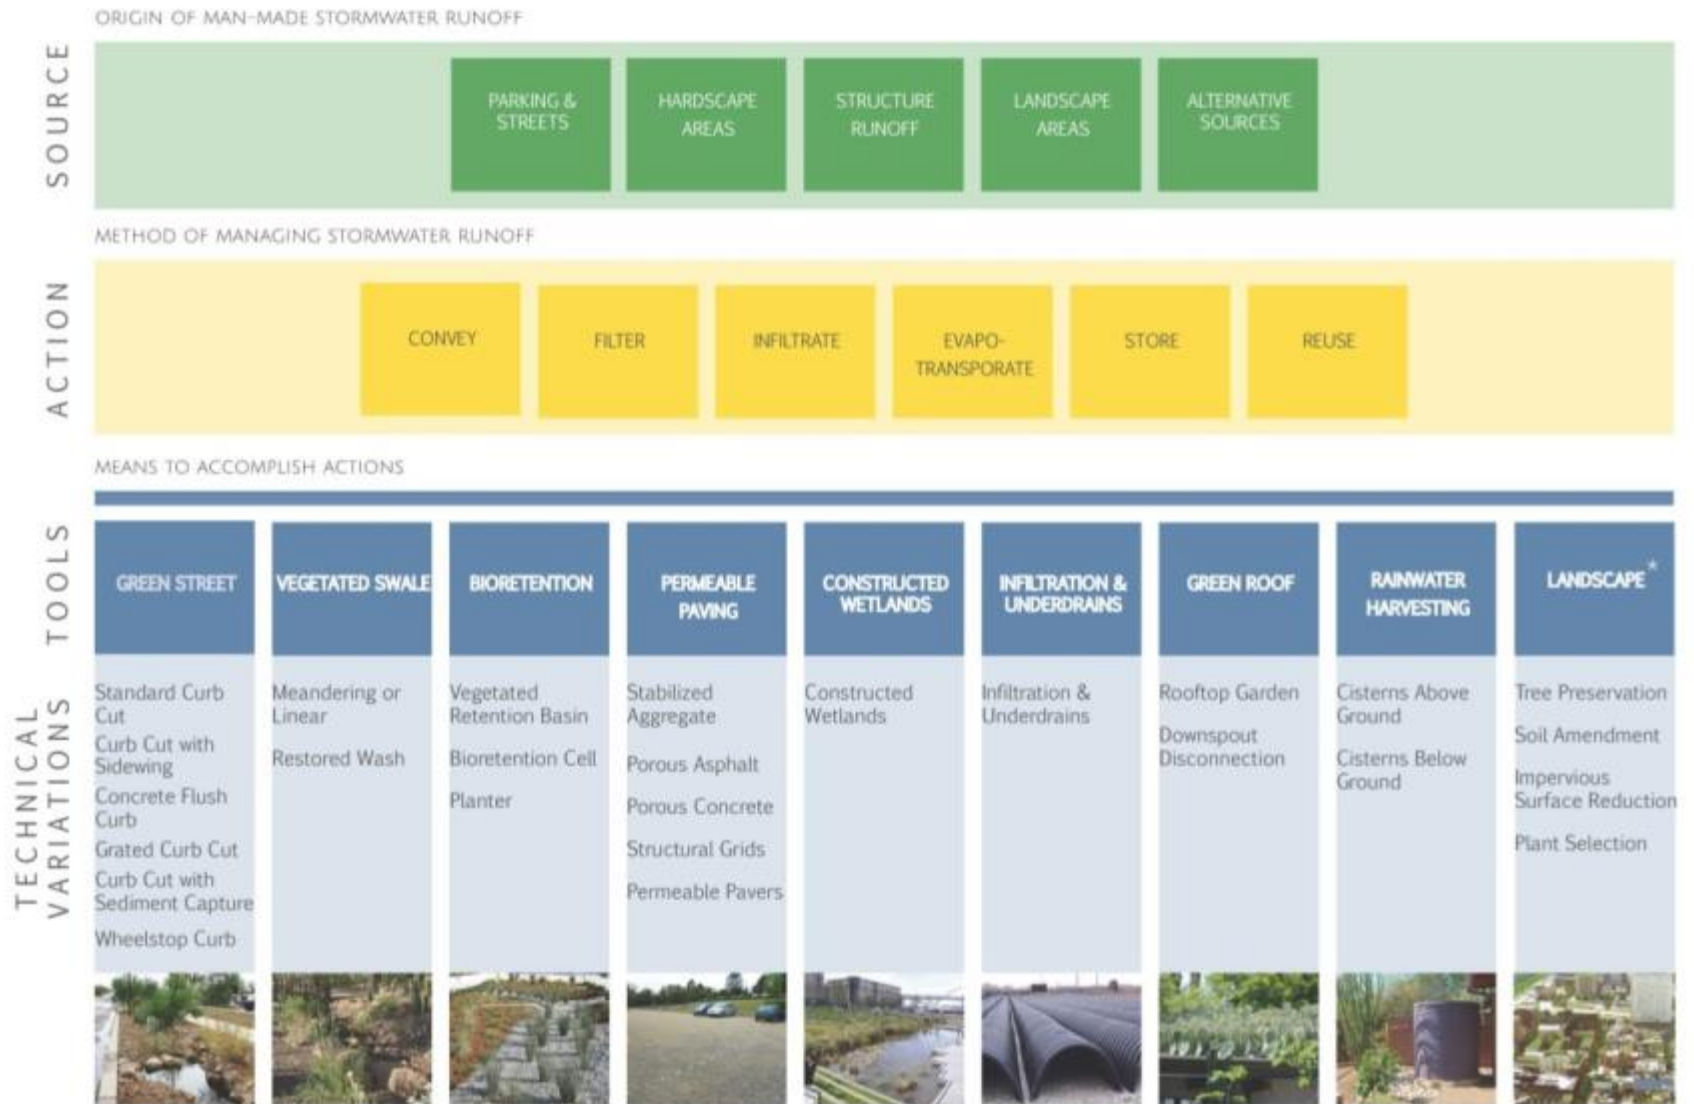 ORIGIN OF MAN-MADE STORMWATER RUNOFF
SOURCE
PARKING &
STREETS
HARDSCAPE
AREAS
STRUCTURE
RUNOFF
LANDSCAPE
AREAS
ALTERNATIVE
SOURCES
METHOD OF MANAGING STORMWATER RUNOFF
ACTION
CONVEY
FILTER
INFILTRATE
EVAPO-
TRANSPORATE
STORE
REUSE
MEANS TO ACCOMPLISH ACTIONS
TOOLS
GREEN STREET
VEGETATED SWALE
BIORETENTION
PERMEABLE
PAVING
CONSTRUCTED
WETLANDS
INFILTRATION &
UNDERDRAINS
GREEN ROOF
RAINWATER
HARVESTING
LANDSCAPE*
TECHNICAL
VARIATIONS
Standard Curb
Cut
Curb Cut with
Sidewing
Concrete Flush
Curb
Grated Curb Cut
Curb Cut with
Sediment Capture
Wheelstop Curb
Meandering or
Linear
Restored Wash
Vegetated
Retention Basin
Bioretention Cell
Planter
Stabilized
Aggregate
Porous Asphalt
Porous Concrete
Structural Grids
Permeable Pavers
Constructed
Wetlands
Infiltration &
Underdrains
Rooftop Garden
Downspout
Disconnection
Cisterns Above
Ground
Cisterns Below
Ground
Tree Preservation
Soil Amendment
Impervious
Surface Reduction
Plant Selection